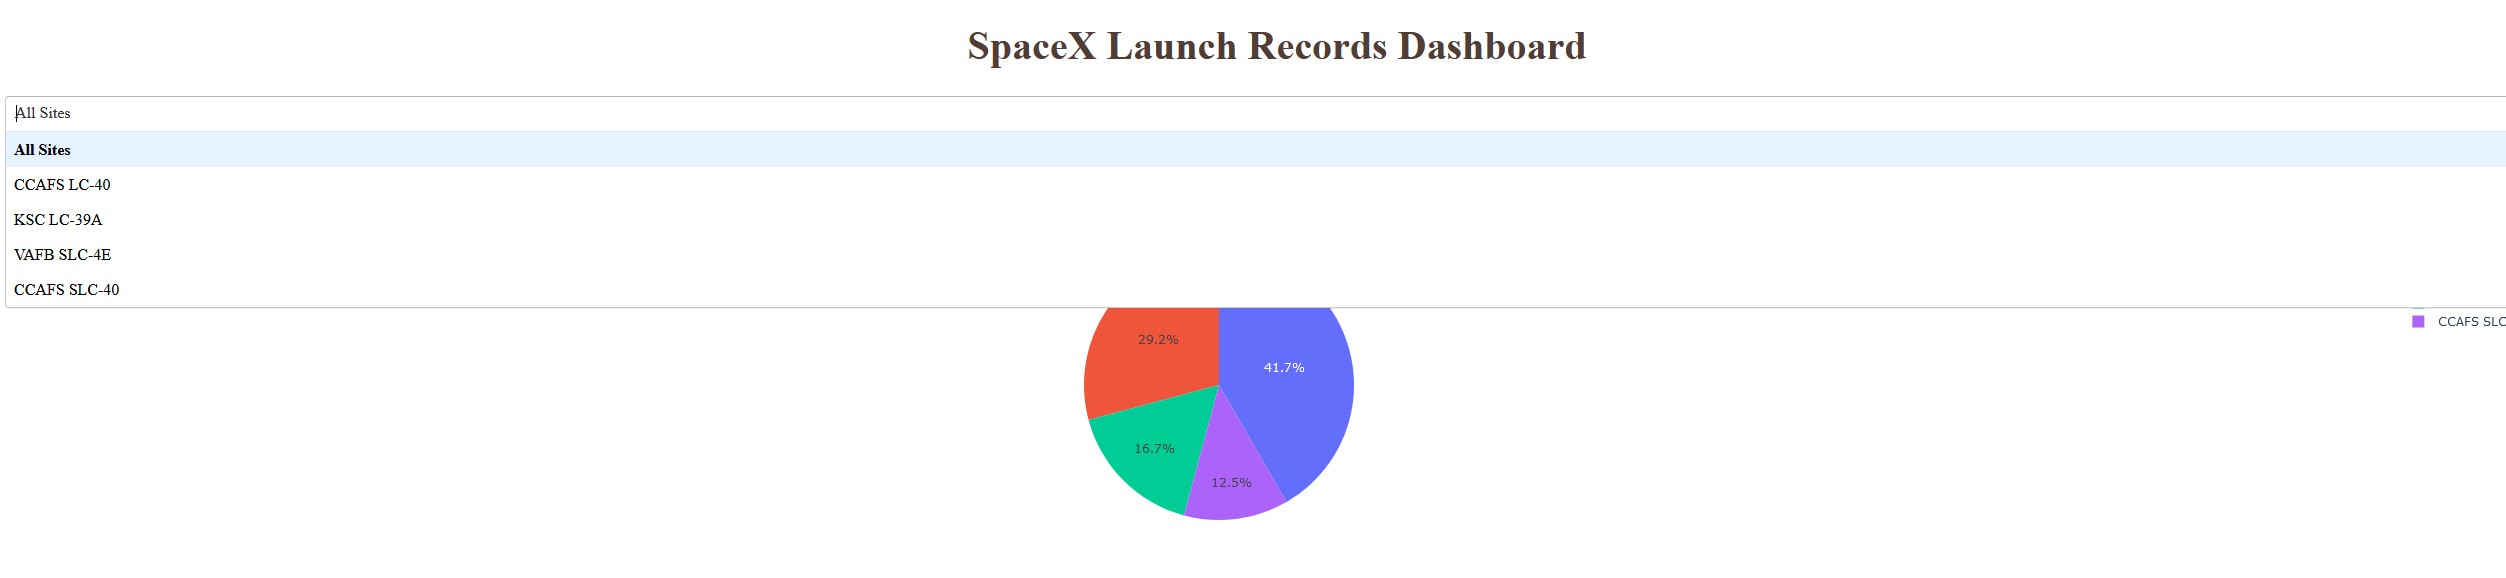 SpaceX Launch Records Dashboard
All Sites
All Sites
CCAFS LC-40
KSC LC-39A
VAFB SLC-4E
CCAFS SLC-40
CCAFS SLC
29.2%
41.7%
16.7%
12.5%